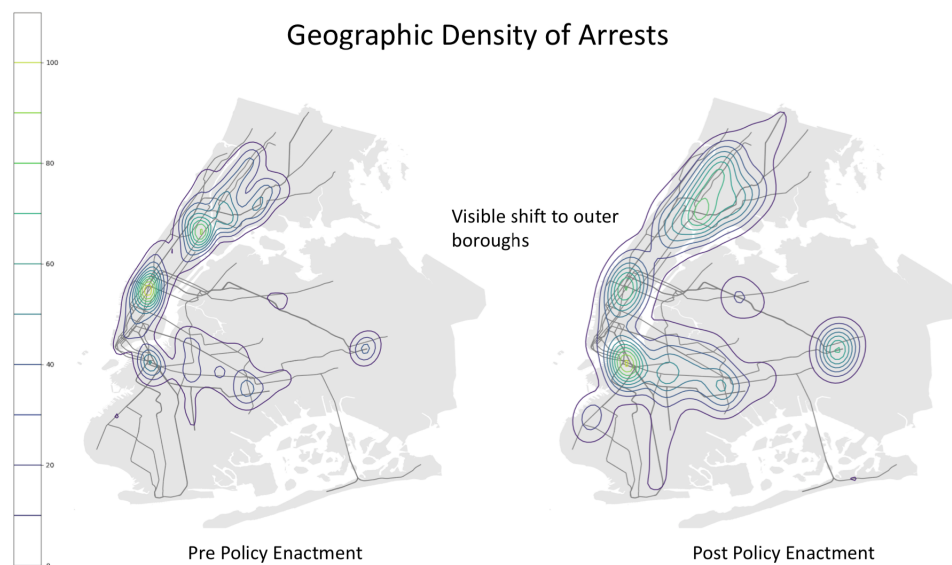 Geographic Density of Arrests
100
80
60
40
20
Visible shift to outer
boroughs
Pre Policy Enactment
Post Policy Enactment